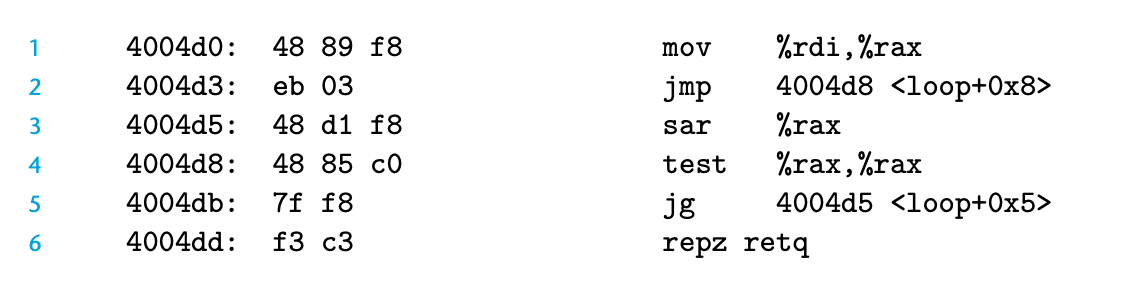 1 4004d0: 48 89 f8 mov %rdi,%rax
2 4004d3: eb 03 jmp 4004d8 <loop+0x8>
3 4004d5: 48 d1 f8 sar %rax
4 4004d8: 48 85 c0 test %rax,%rax
5 4004db: 7f f8 jg 4004d5 <loop+0x5>
6 4004dd: f3 c3 repz retq